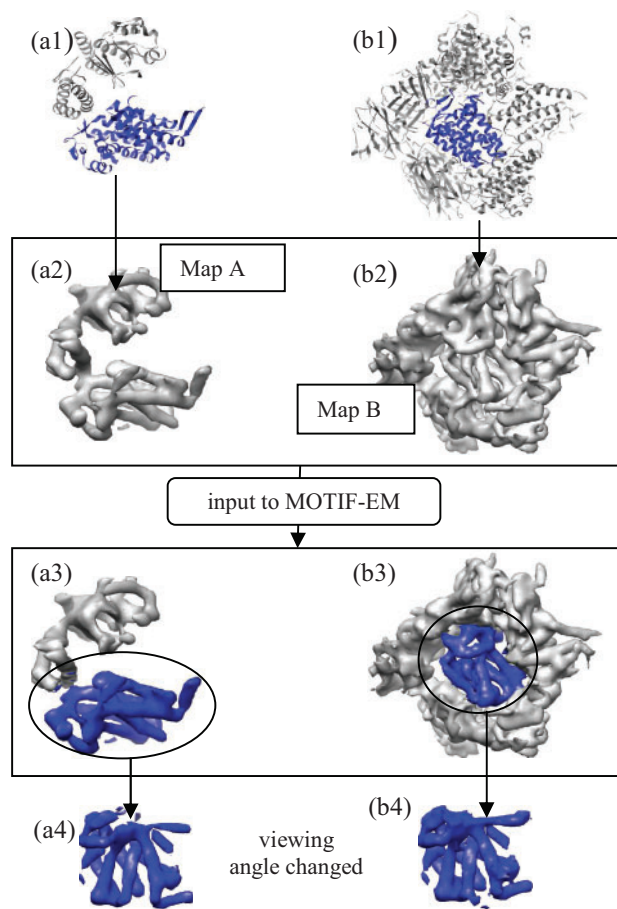 (a1)
(b1)
(a2)
Map A
(b2)
Map B
input to MOTIF-EM
(a3)
(b3)
(a4)
viewing
angle changed
(b4)